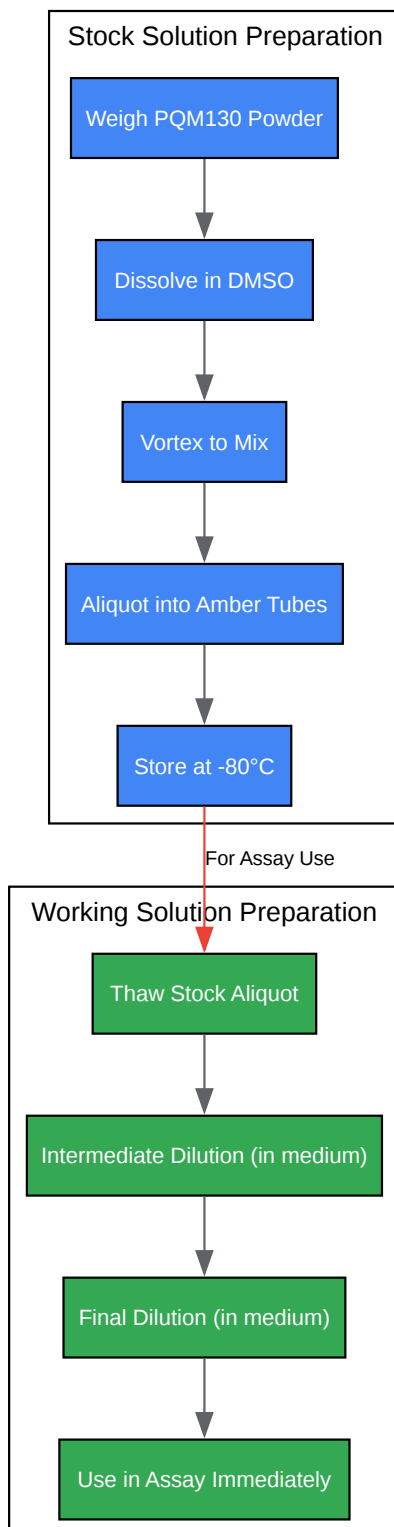 Stock Solution Preparation
Weigh PQM130 Powder
Dissolve in DMSO
Vortex to Mix
Aliquot into Amber Tubes
Store at -80°C
For Assay Use
Working Solution Preparation
Thaw Stock Aliquot
Intermediate Dilution (in medium)
Final Dilution (in medium)
Use in Assay Immediately